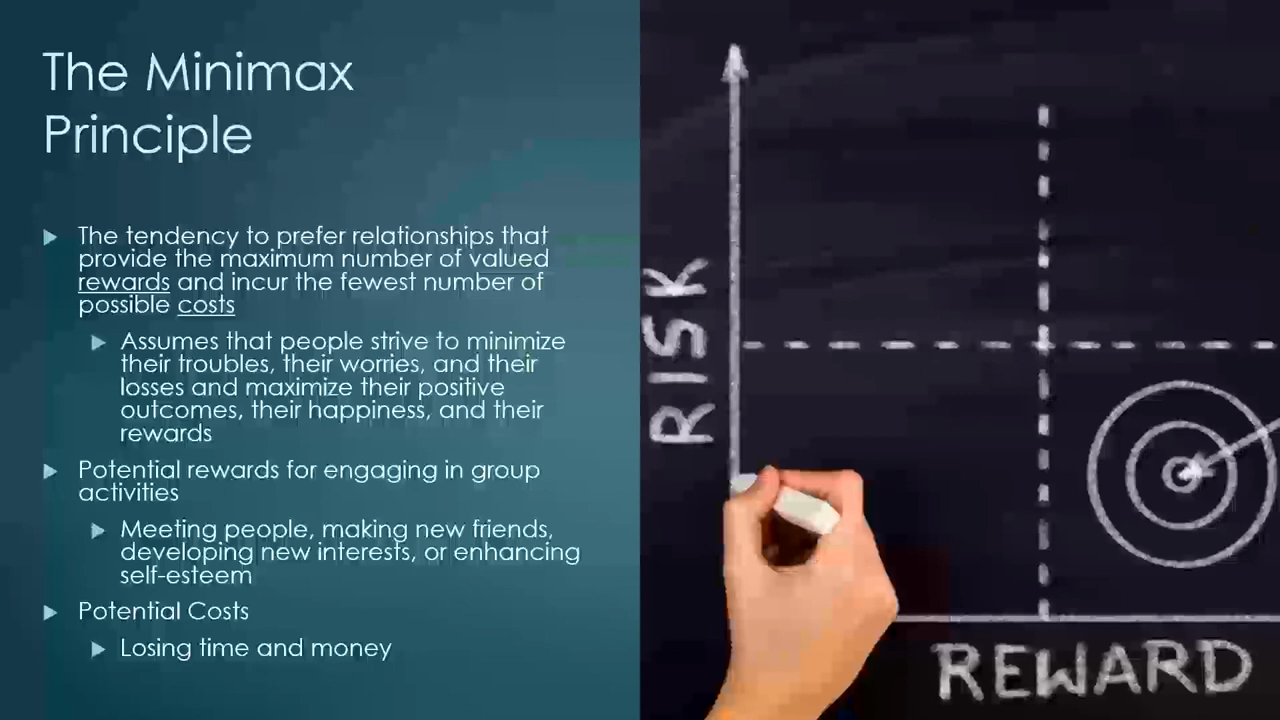 The Minimax
Principle
The tendency to prefer relationships that
provide the maximum number of valued
rewards and incur the fewest number of
possible costs
Assumes that people strive to minimize
their troubles, their worries, and their
losses and maximize their positive
outcomes, their happiness, and their
rewards
Potential rewards for engaging in group
activities
Meeting people, making new friends,
developing new interests, or enhancing
self-esteem
Potential Costs
Losing time and money
RISK
REWARD